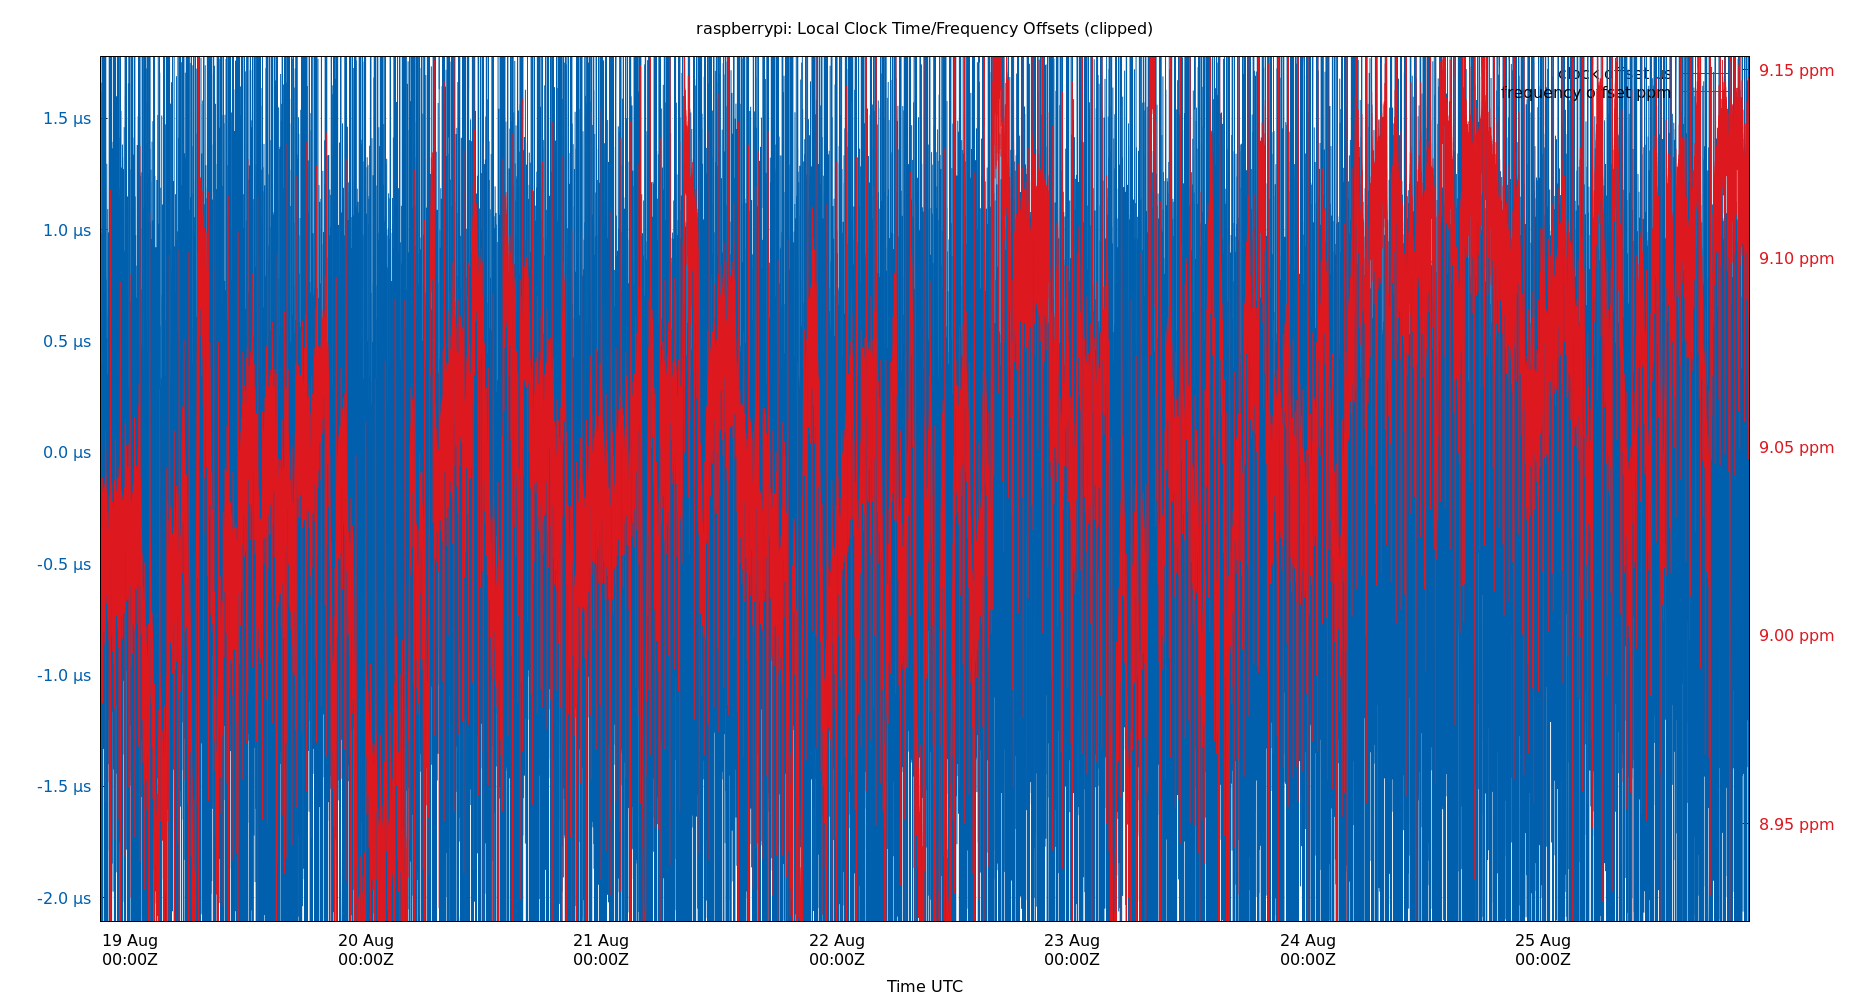 raspberrypi: Local Clock Time/Frequency Offsets (clipped)
clock offset μs
frequency offset ppm
1.5 μs
1.0 μs
0.5 μs
0.0 μs
-0.5 μs
-1.0 μs
-1.5 μs
-2.0 μs
9.15 ppm
9.10 ppm
9.05 ppm
9.00 ppm
8.95 ppm
19 Aug
00:00Z
20 Aug
00:00Z
21 Aug
00:00Z
22 Aug
00:00Z
23 Aug
00:00Z
24 Aug
00:00Z
25 Aug
00:00Z
Time UTC